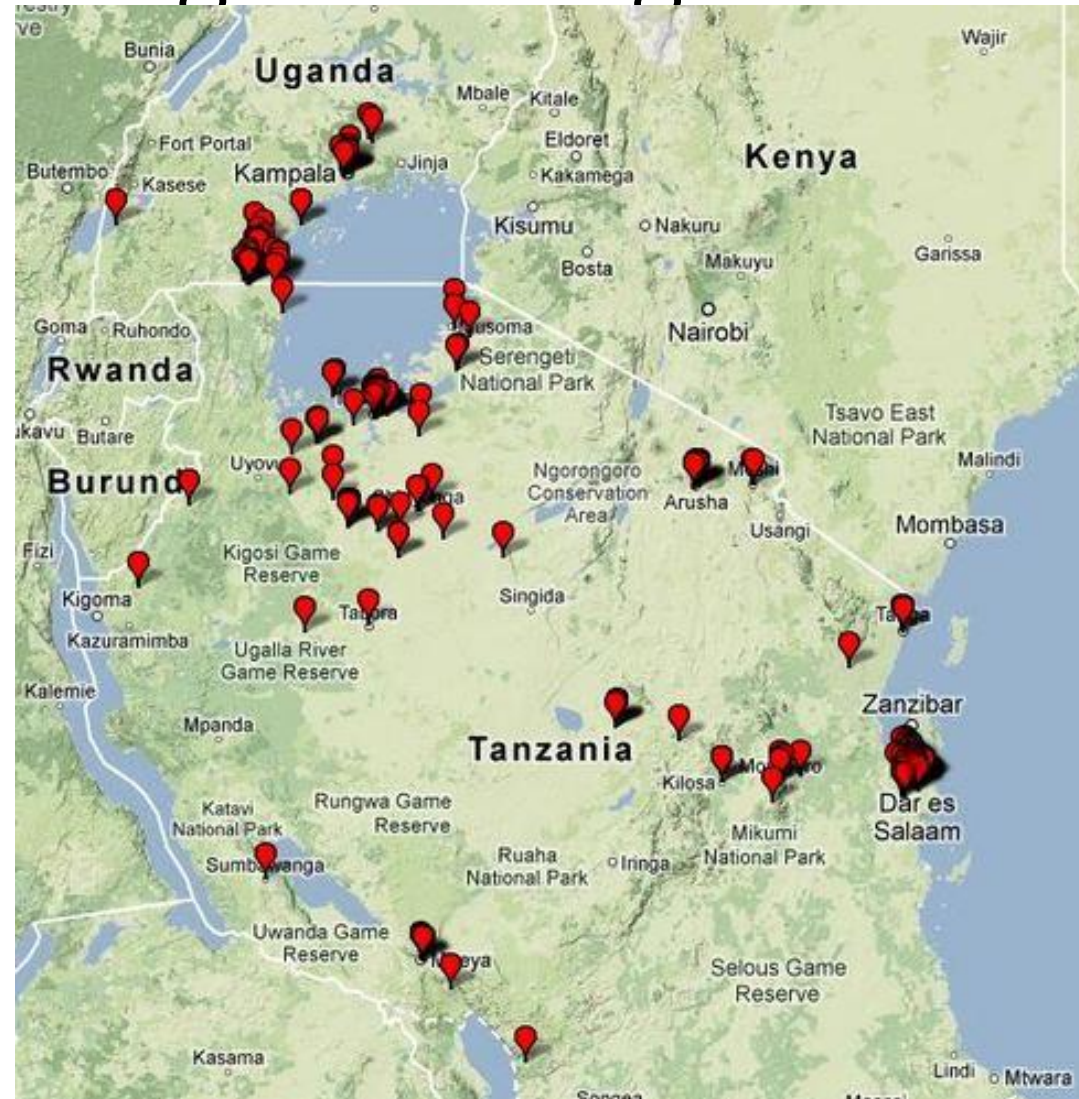 ve
Bunia
Wajir
Uganda
Mbale
Kitale
Fort Portal
Eldoret
Kenya
Butembo
Kasese
Kampala
Jinja
Kakamega
Kisumu
Nakuru
Bosta
Makuyu
Garissa
Goma
Ruhondo
usoma
Nairobi
Rwanda
Serengeti
National Park
ukavu
Butare
Tsavo East
National Park
Uyovu
Malindi
Burund
Ngorongoro
Conservation
Area
Arusha
Usangi
Mombasa
Fizi
Kigosi Game
Reserve
Kigoma
Singida
Kazuramimba
Ugalla River
Game Reserve
Kalemie
Zanzibar
Mpanda
Tanzania
Kilosa
Katavi
National Park
Rungwa Game
Reserve
Dar es
Salaam
Mikumi
National Park
Ruaha
National Park
Iringa
Uwanda Game
Reserve
Selous Game
Reserve
Kasama
Lindi
Mtwara